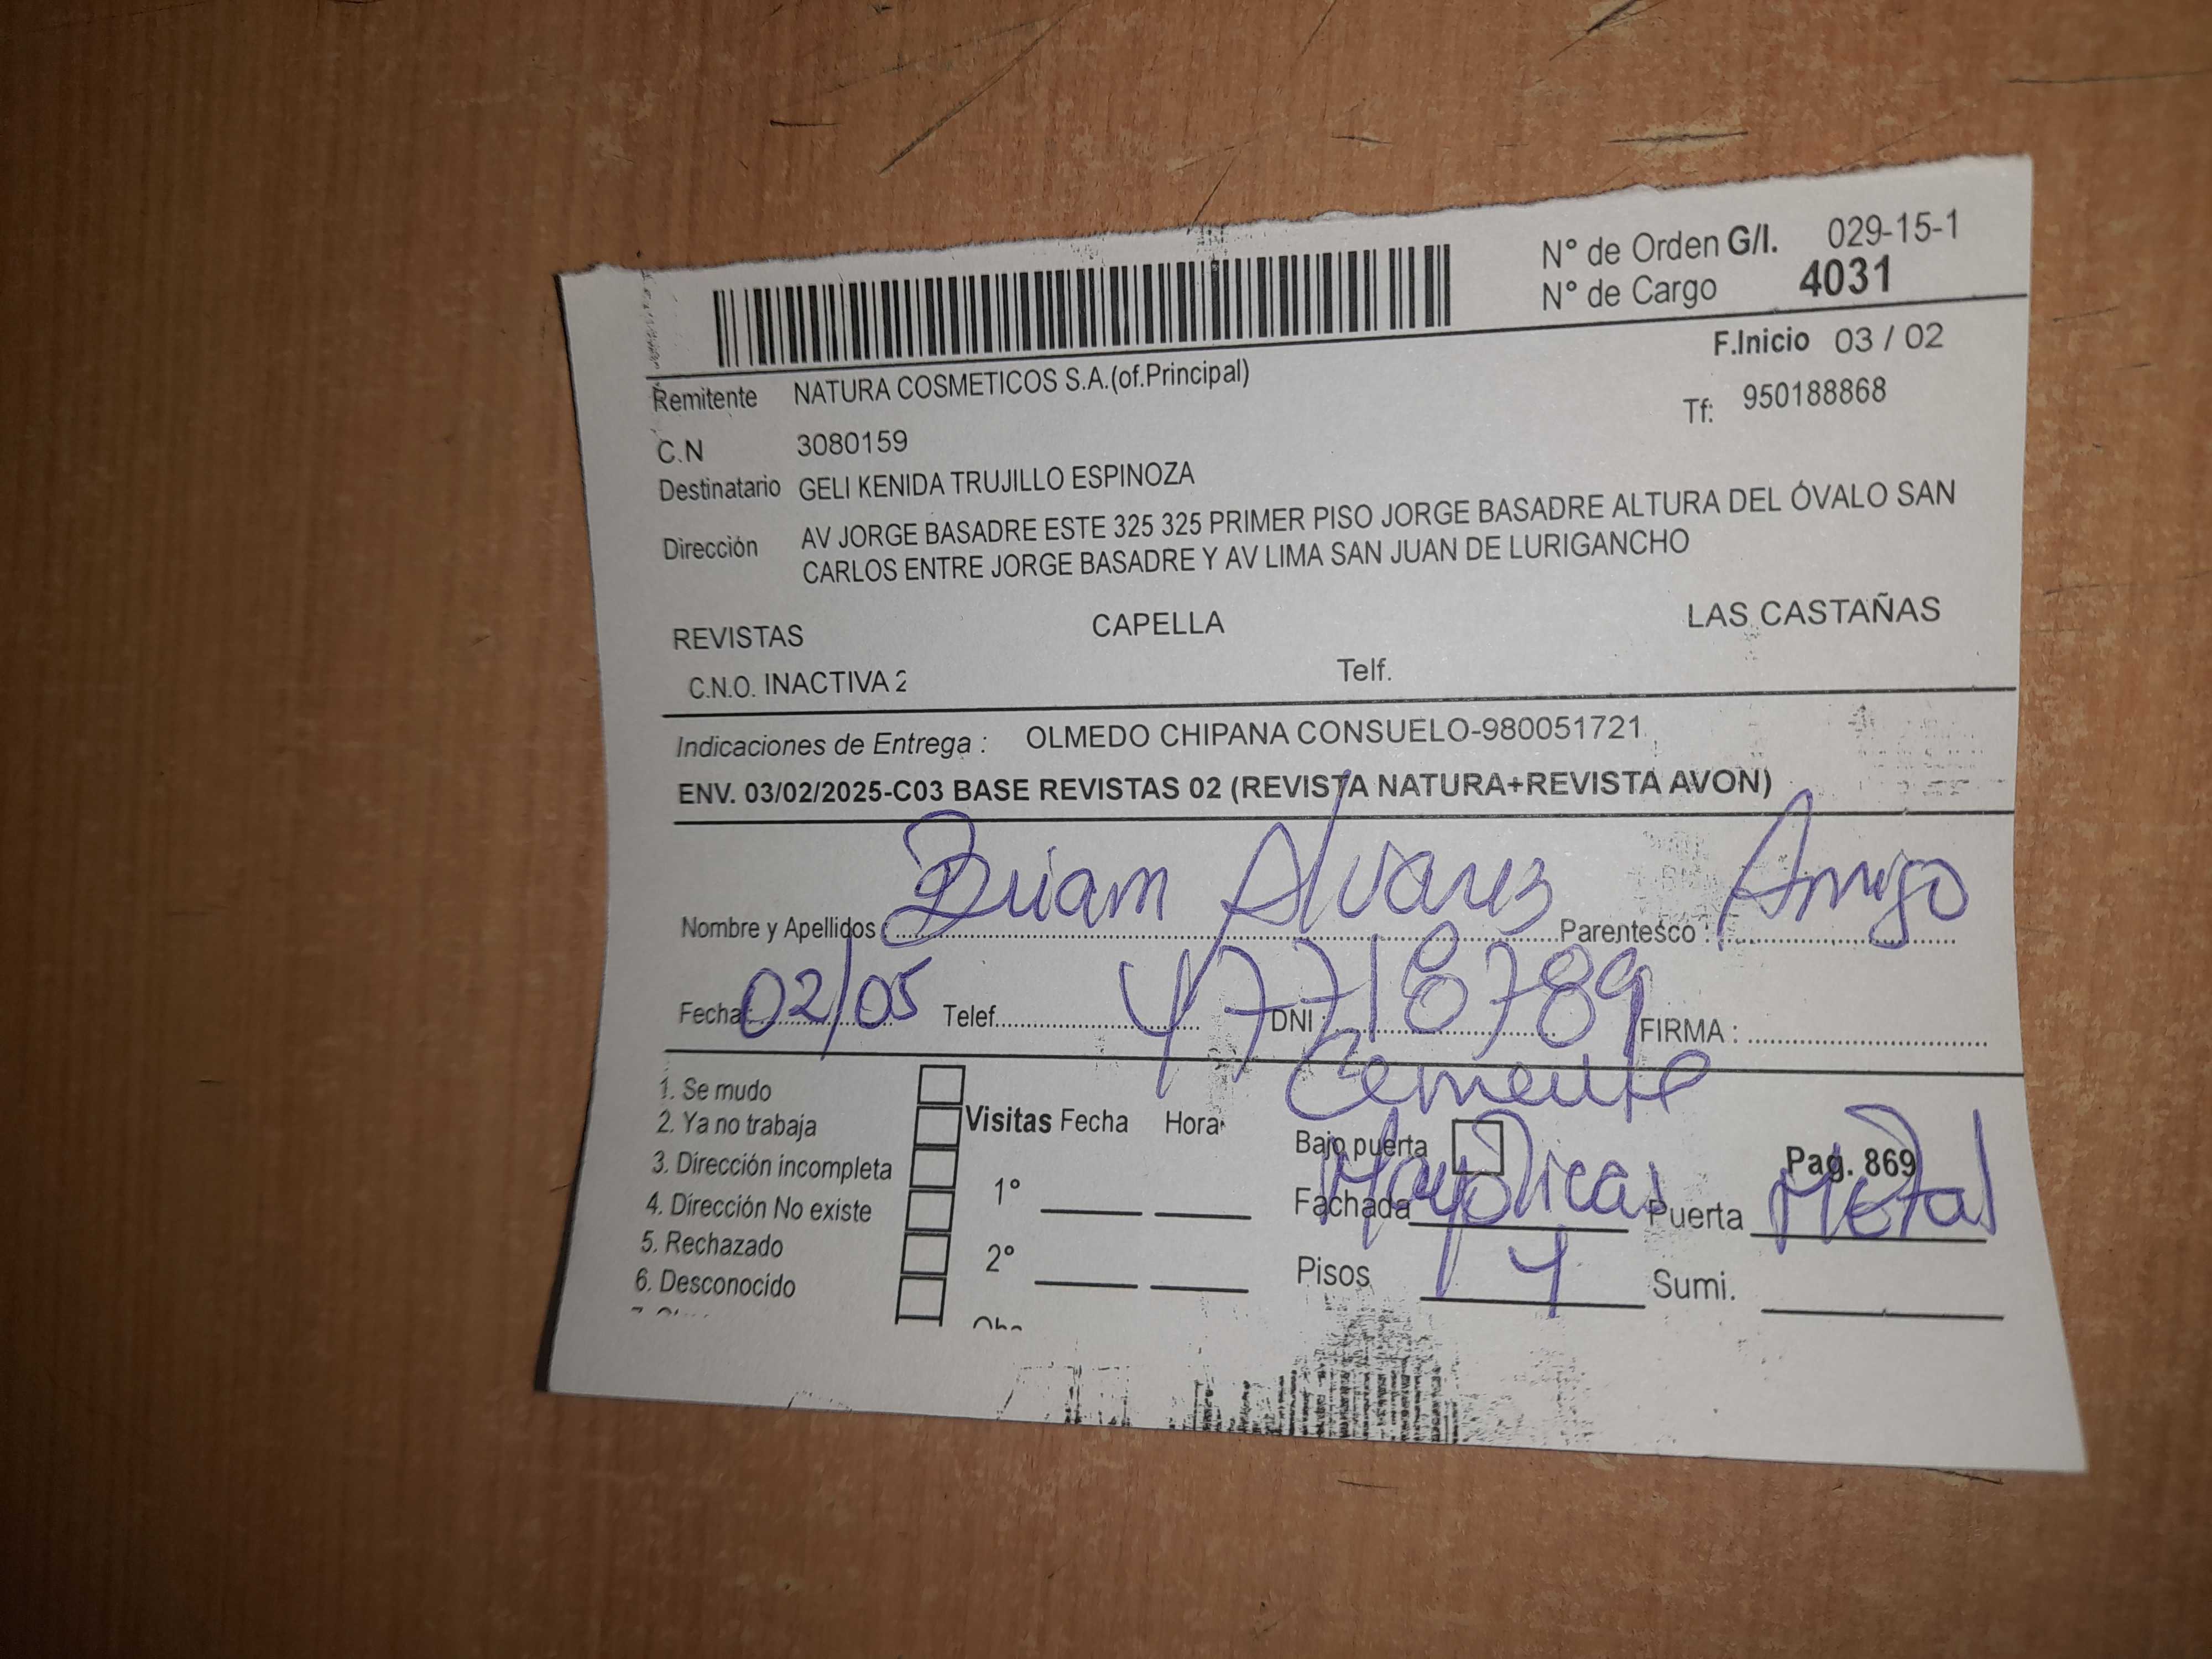 N° de Orden G/I. 029-15-1
N° de Cargo 4031
F.Inicio 03 / 02
Remitente NATURA COSMETICOS S.A.(of.Principal)
Tf: 950188868
C.N 3080159
Destinatario GELI KENIDA TRUJILLO ESPINOZA
Dirección AV JORGE BASADRE ESTE 325 325 PRIMER PISO JORGE BASADRE ALTURA DEL ÓVALO SAN
CARLOS ENTRE JORGE BASADRE Y AV LIMA SAN JUAN DE LURIGANCHO
REVISTAS CAPELLA LAS CASTAÑAS
C.N.O. INACTIVA 2 Telf.
Indicaciones de Entrega : OLMEDO CHIPANA CONSUELO-980051721
ENV. 03/02/2025-C03 BASE REVISTAS 02 (REVISTA NATURA+REVISTA AVON)
Nombre y Apellidos : Briam Alvarez Parentesco : Amigo
Fecha: 02/05 Telef. DNI : 47718789 FIRMA :
Cemento
1. Se mudo
2. Ya no trabaja Visitas Fecha Hora Bajo puerta Pag. 869
3. Dirección incompleta
4. Dirección No existe 1° Fachada Mayolicas Puerta Metal
5. Rechazado
6. Desconocido 2° Pisos 4 Sumi.